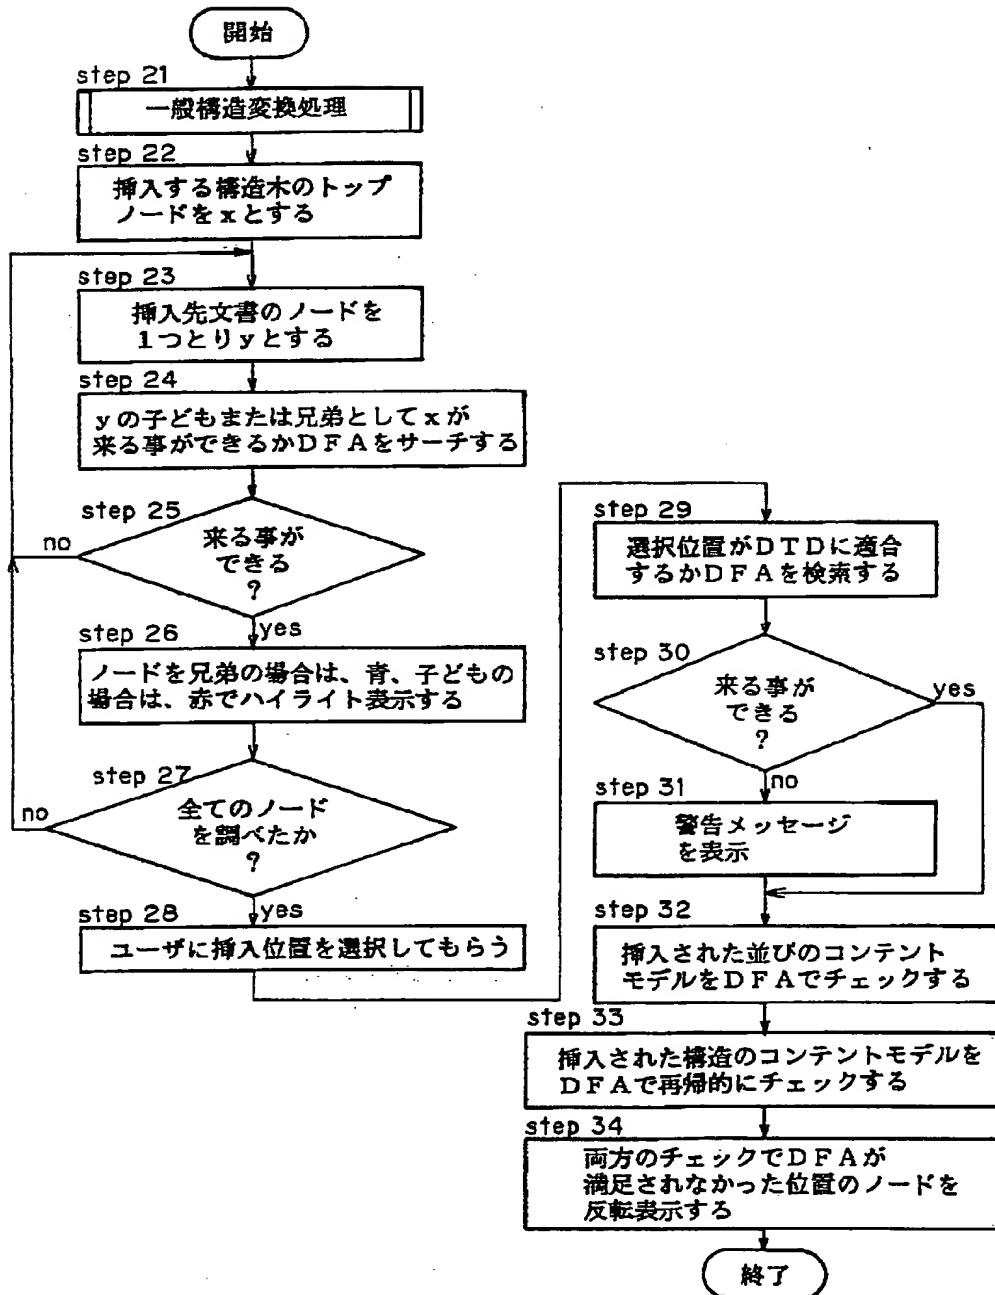 開始
step 21
一般構造変換処理
step 22
挿入する構造木のトップ
ノードをxとする
step 23
挿入先文書のノードを
1つとりyとする
step 24
yの子どもまたは兄弟としてxが
来る事ができるかDFAをサーチする
step 25
来る事が
できる
?
no
yes
step 26
ノードを兄弟の場合は、青、子どもの
場合は、赤でハイライト表示する
step 27
全てのノード
を調べたか
?
no
yes
step 28
ユーザに挿入位置を選択してもらう
step 29
選択位置がDTDに適合
するかDFAを検索する
step 30
来る事が
できる
?
yes
no
step 31
警告メッセージ
を表示
step 32
挿入された並びのコンテント
モデルをDFAでチェックする
step 33
挿入された構造のコンテントモデルを
DFAで再帰的にチェックする
step 34
両方のチェックでDFAが
満足されなかった位置のノードを
反転表示する
終了